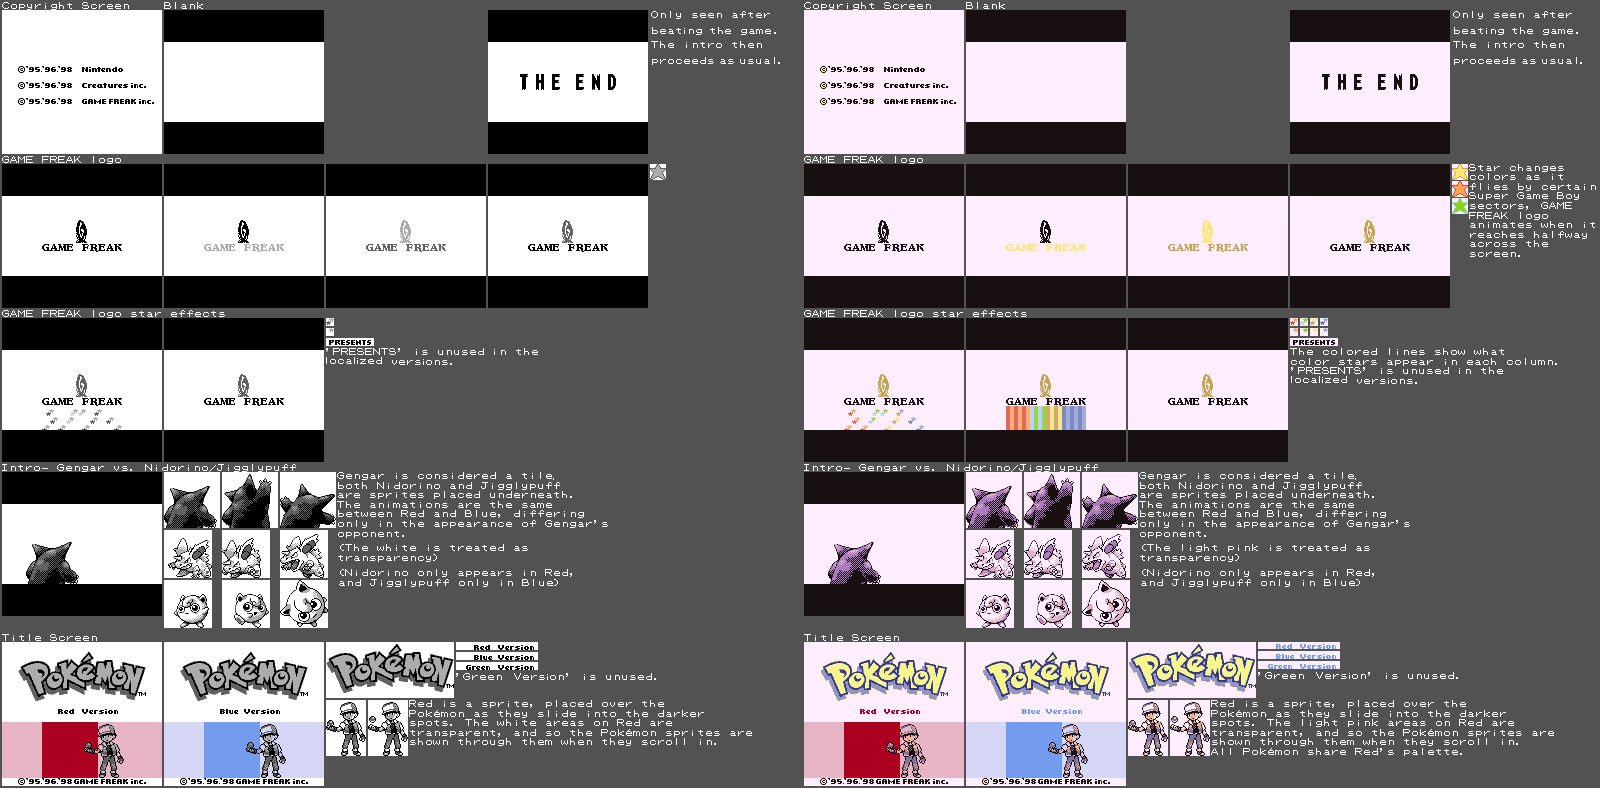 Copyright Screen
Blank
©'95.'96.'98 Nintendo
©'95.'96.'98 Creatures inc.
©'95.'96.'98 GAME FREAK inc.
THE END
Only seen after
beating the game.
The intro then
proceeds as usual.
GAME FREAK logo
GAME FREAK
GAME FREAK
GAME FREAK
GAME FREAK
GAME FREAK logo star effects
GAME FREAK
GAME FREAK
PRESENTS
'PRESENTS' is unused in the
localized versions.
Intro- Gengar vs. Nidorino/Jigglypuff
Gengar is considered a tile,
both Nidorino and Jigglypuff
are sprites placed underneath.
The animations are the same
between Red and Blue, differing
only in the appearance of Gengar's
opponent.
(The white is treated as
transparency)
(Nidorino only appears in Red,
and Jigglypuff only in Blue)
Title Screen
POKéMON TM
Red Version
©'95.'96.'98 GAME FREAK inc.
POKéMON TM
Blue Version
©'95.'96.'98 GAME FREAK inc.
POKéMON TM
Red Version
Blue Version
Green Version
'Green Version' is unused.
Red is a sprite, placed over the
Pokémon as they slide into the darker
spots. The white areas on Red are
transparent, and so the Pokémon sprites are
shown through them when they scroll in.
Copyright Screen
Blank
©'95.'96.'98 Nintendo
©'95.'96.'98 Creatures inc.
©'95.'96.'98 GAME FREAK inc.
THE END
Only seen after
beating the game.
The intro then
proceeds as usual.
GAME FREAK logo
GAME FREAK
GAME FREAK
GAME FREAK
GAME FREAK
Star changes
colors as it
flies by certain
Super Game Boy
sectors, GAME
FREAK logo
animates when it
reaches halfway
across the
screen.
GAME FREAK logo star effects
GAME FREAK
GAME FREAK
GAME FREAK
PRESENTS
The colored lines show what
color stars appear in each column.
'PRESENTS' is unused in the
localized versions.
Intro- Gengar vs. Nidorino/Jigglypuff
Gengar is considered a tile,
both Nidorino and Jigglypuff
are sprites placed underneath.
The animations are the same
between Red and Blue, differing
only in the appearance of Gengar's
opponent.
(The light pink is treated as
transparency)
(Nidorino only appears in Red,
and Jigglypuff only in Blue)
Title Screen
POKéMON TM
Red Version
©'95.'96.'98 GAME FREAK inc.
POKéMON TM
Blue Version
©'95.'96.'98 GAME FREAK inc.
POKéMON TM
Red Version
Blue Version
Green Version
'Green Version' is unused.
Red is a sprite, placed over the
Pokémon as they slide into the darker
spots. The light pink areas on Red are
transparent, and so the Pokémon sprites are
shown through them when they scroll in.
All Pokémon share Red's palette.